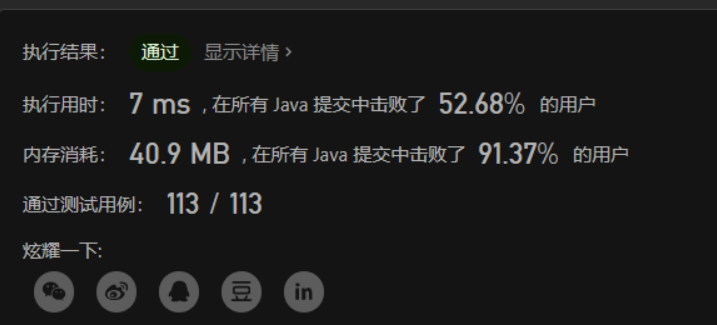 执行结果： 通过 显示详情 ›
执行用时： 7 ms , 在所有 Java 提交中击败了 52.68% 的用户
内存消耗： 40.9 MB , 在所有 Java 提交中击败了 91.37% 的用户
通过测试用例： 113 / 113
炫耀一下:
豆 in